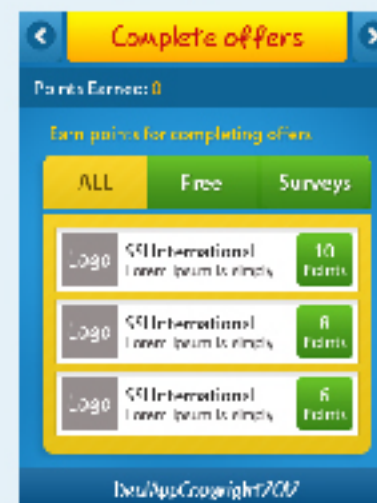 Complete offers
Points Earned: 0
Earn points for completing offers
ALL Free Surveys
Logo SSI International 10
Lorem Ipsum is simply Points
Logo SSI International 8
Lorem Ipsum is simply Points
Logo SSI International 6
Lorem Ipsum is simply Points